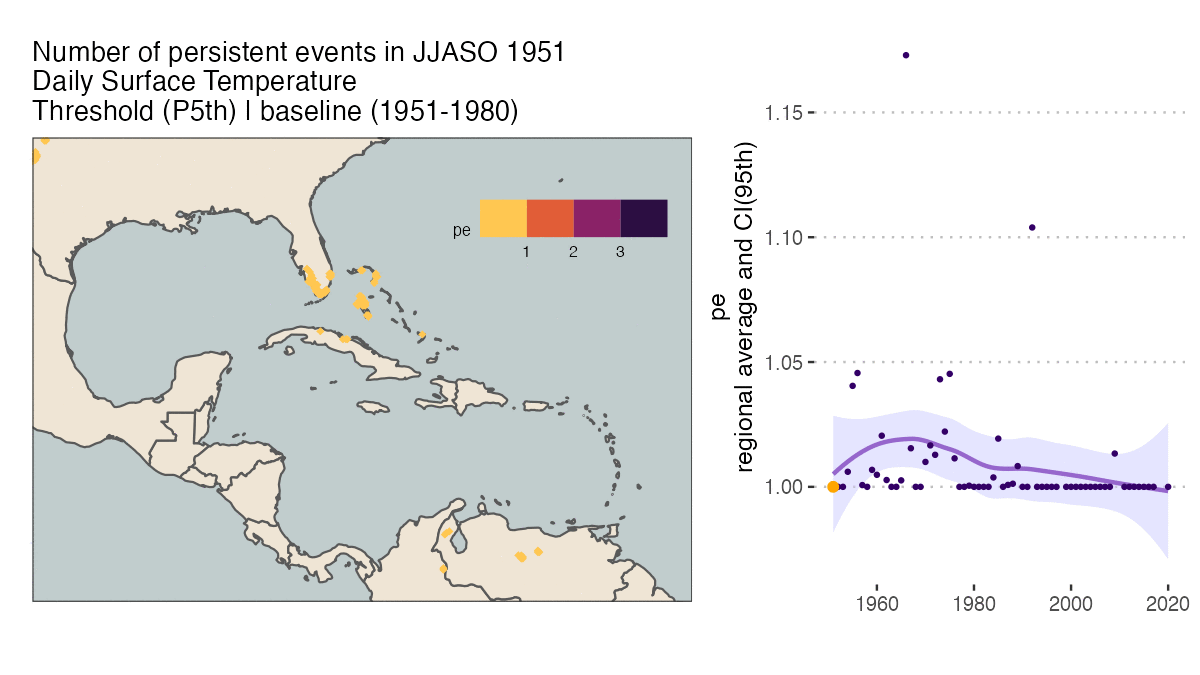 Number of persistent events in JJASO 1951
Daily Surface Temperature
Threshold (P5th) | baseline (1951-1980)
pe
1
2
3
pe
regional average and CI(95th)
1.15
1.10
1.05
1.00
1960
1980
2000
2020